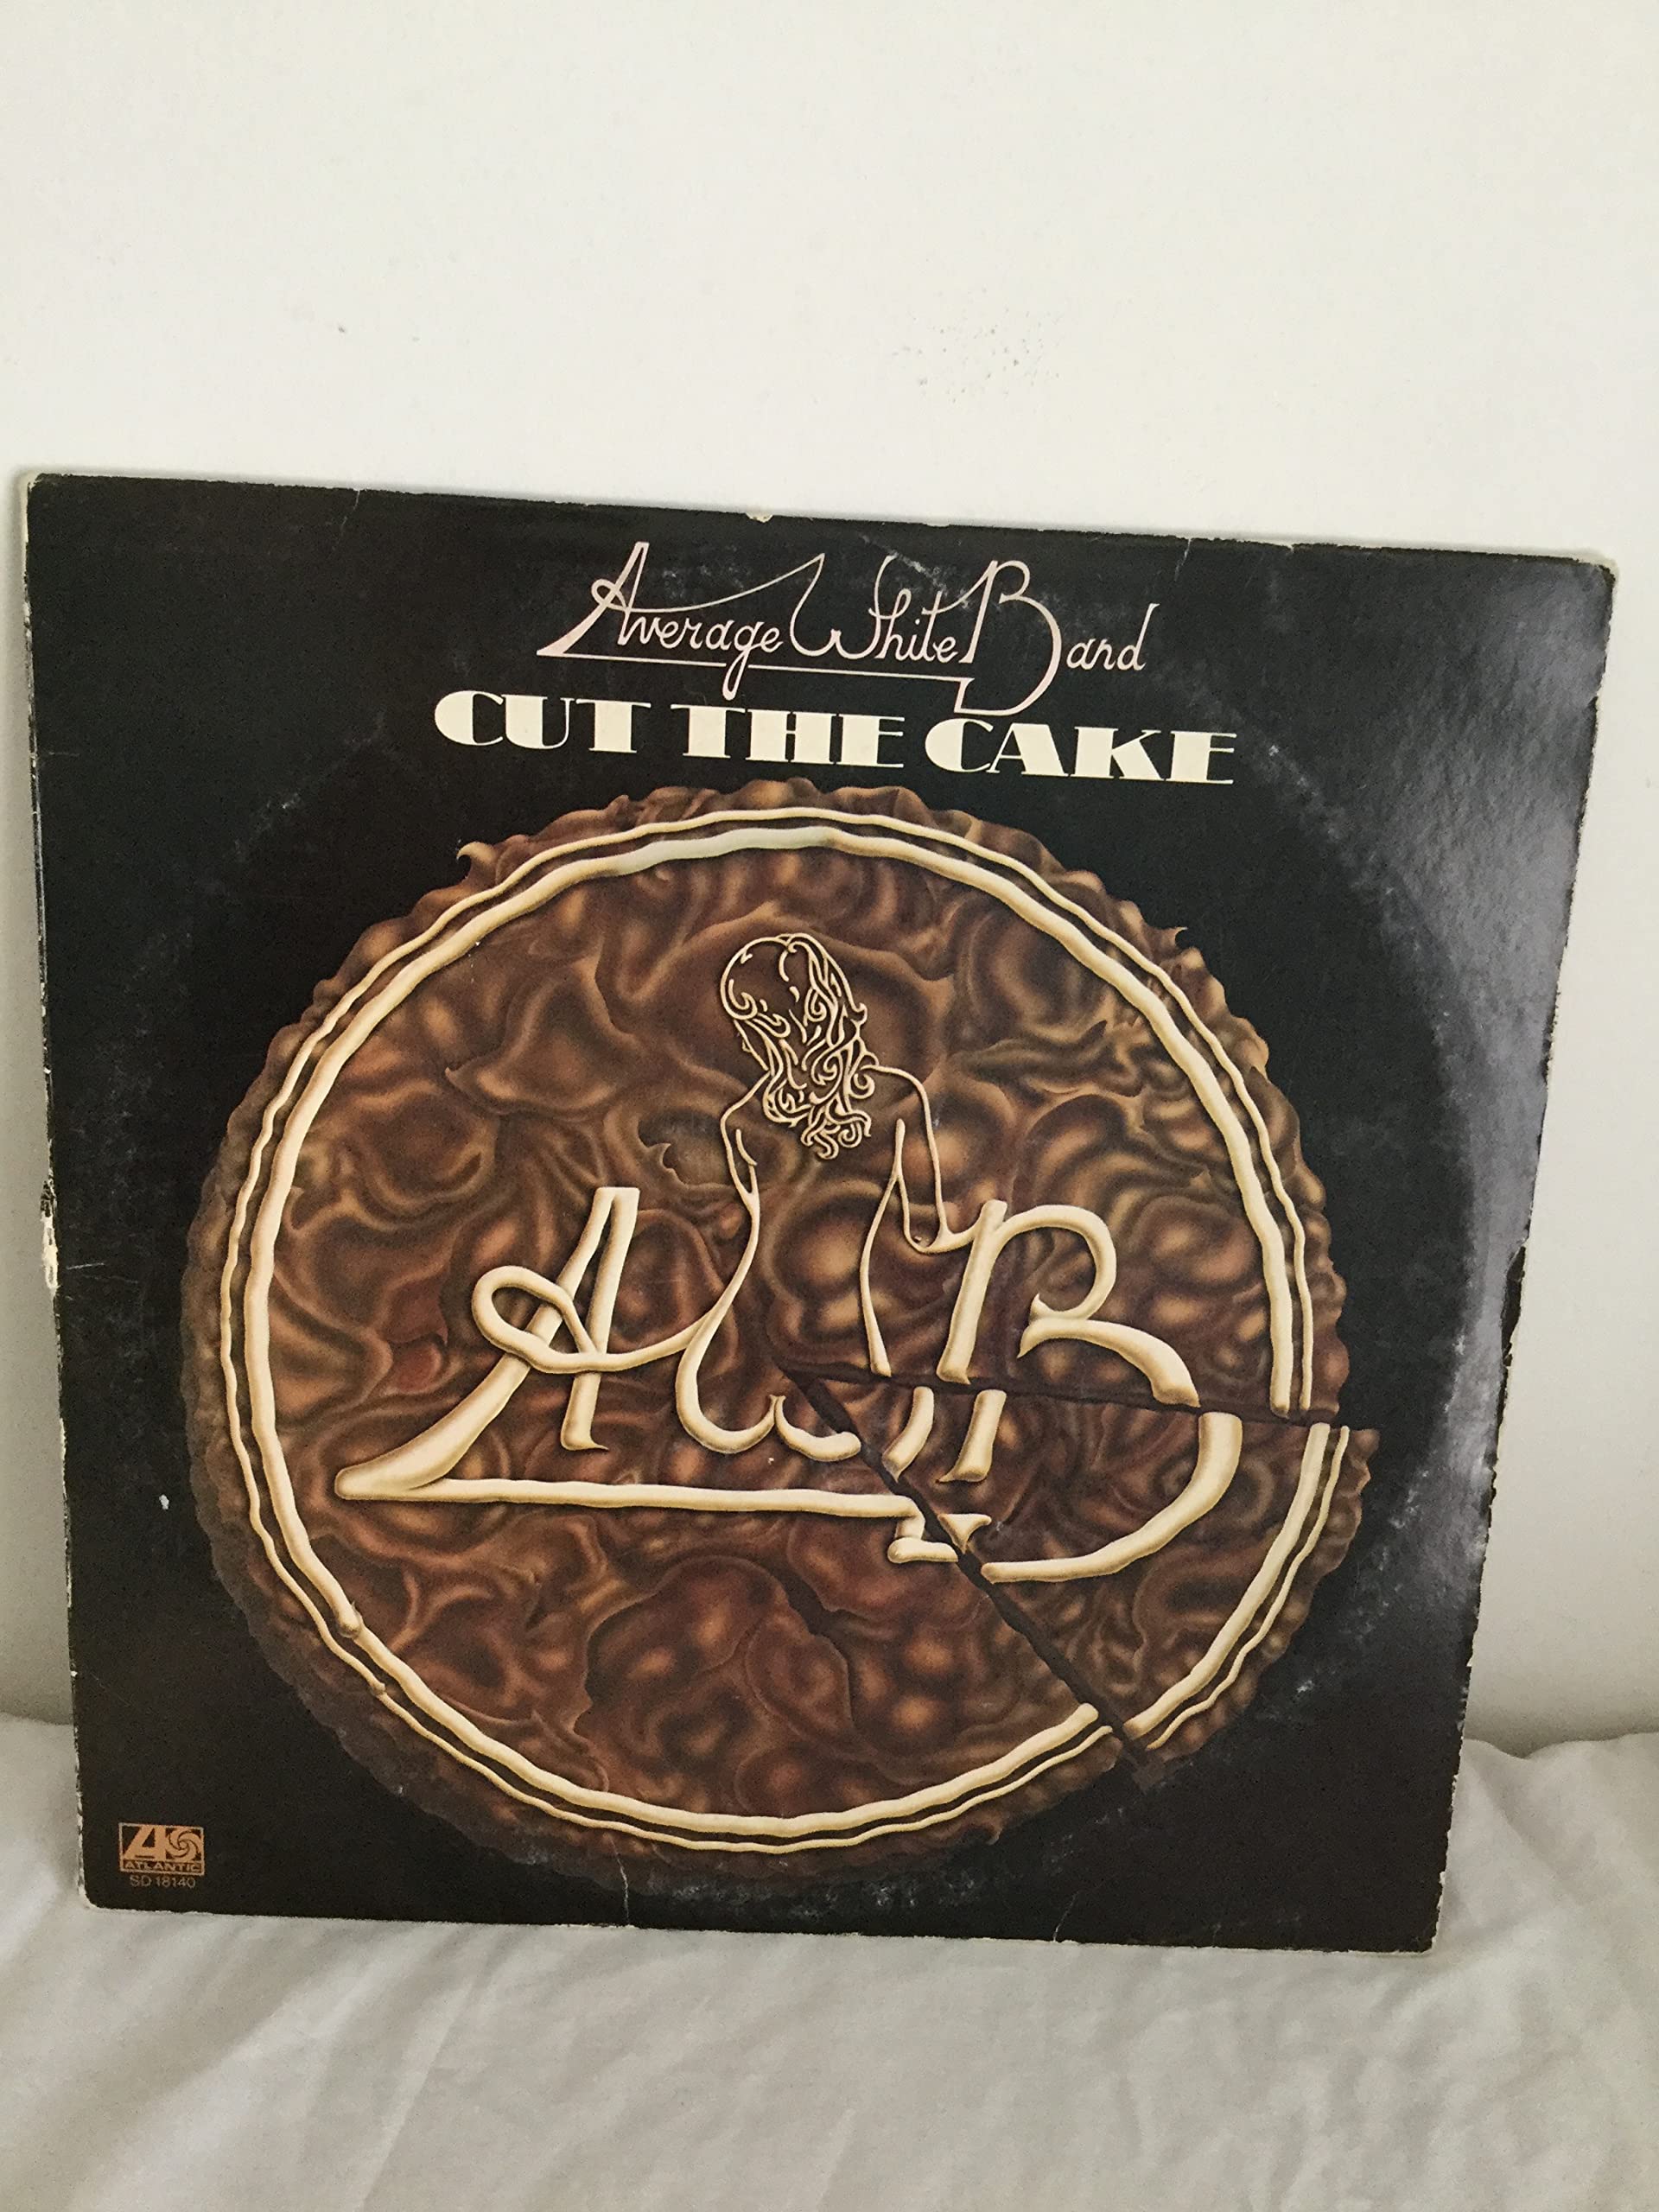 Average White Band
CUT THE CAKE
AWB
ATLANTIC
SD 18140